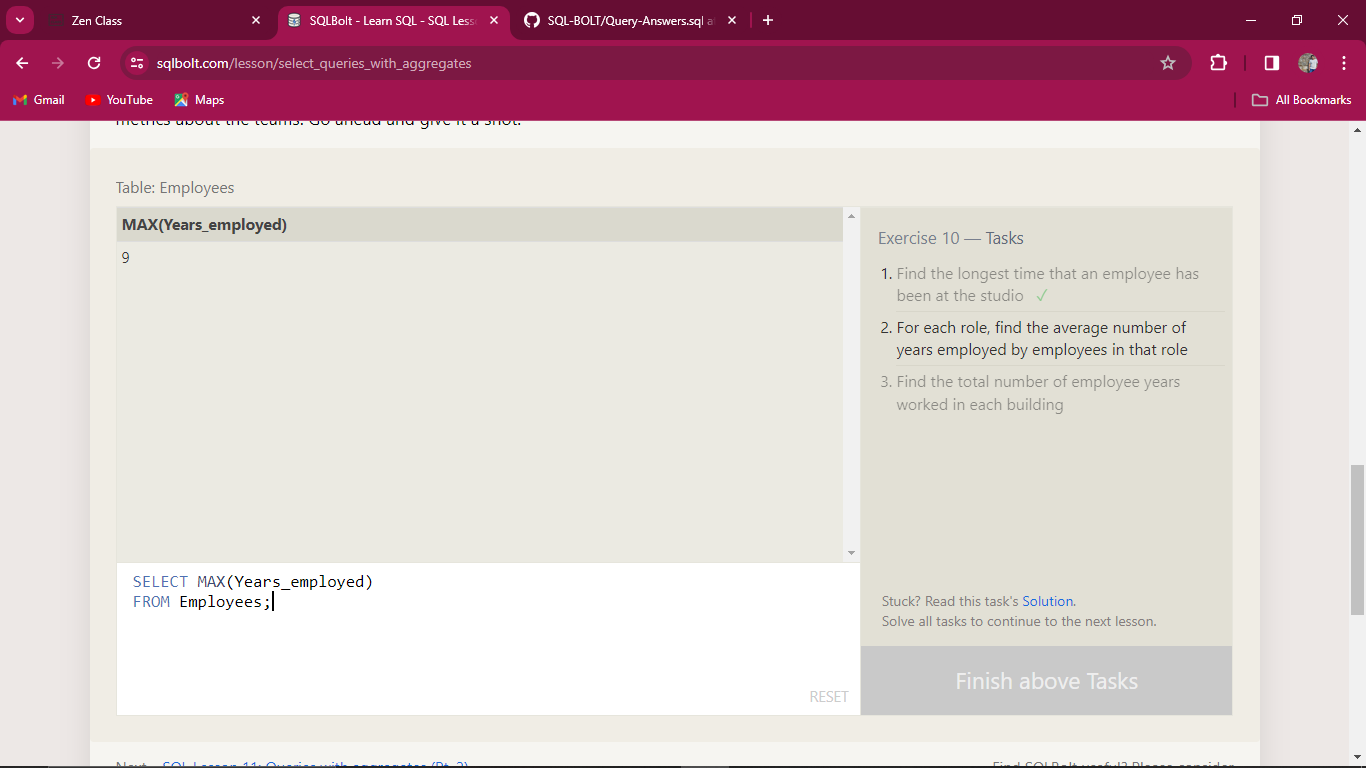 Zen Class
SQLBolt - Learn SQL - SQL Less
SQL-BOLT/Query-Answers.sql a
sqlbolt.com/lesson/select_queries_with_aggregates
Gmail
YouTube
Maps
All Bookmarks
metrics about the teams. Go ahead and give it a shot.
Table: Employees
MAX(Years_employed)
9
Exercise 10 — Tasks
1. Find the longest time that an employee has
been at the studio ✓
2. For each role, find the average number of
years employed by employees in that role
3. Find the total number of employee years
worked in each building
SELECT MAX(Years_employed)
FROM Employees;
RESET
Stuck? Read this task's Solution.
Solve all tasks to continue to the next lesson.
Finish above Tasks
Next – SQL Lesson 11: Queries with aggregates (Pt. 2)
Find SQLBolt useful? Please consider